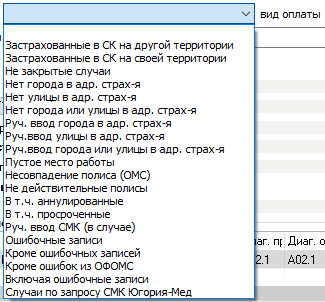 вид оплаты
Застрахованные в СК на другой территории
Застрахованные в СК на своей территории
Не закрытые случаи
Нет города в адр. страх-я
Нет улицы в адр. страх-я
Нет города или улицы в адр. страх-я
Руч. ввод города в адр. страх-я
Руч.ввод улицы в адр. страх-я
Руч.ввод города или улицы в адр. страх-я
Пустое место работы
Несовпадение полиса (ОМС)
Не действительные полисы
В т.ч. аннулированные
В т.ч. просроченные
Руч. ввод СМК (в случае)
Ошибочные записи
Кроме ошибочных записей
Кроме ошибок из ОФОМС
Включая ошибочные записи
Случаи по запросу СМК Югория-Мед
иаг. пр Диаг. о
02.1 A02.1